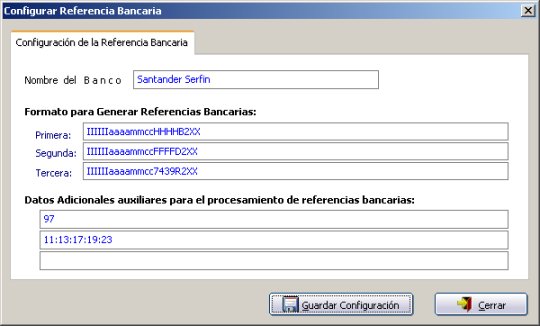 Configurar Referencia Bancaria
Configuración de la Referencia Bancaria
Nombre del Banco Santander Serfin
Formato para Generar Referencias Bancarias:
Primera: IIIIIIaaaammccHHHHB2XX
Segunda: IIIIIIaaaammccFFFFD2XX
Tercera: IIIIIIaaaammcc7439R2XX
Datos Adicionales auxiliares para el procesamiento de referencias bancarias:
97
11:13:17:19:23
Guardar Configuración Cerrar